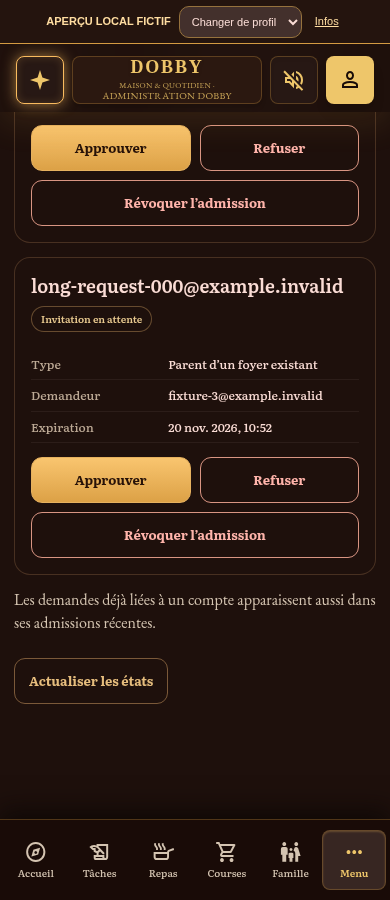 APERÇU LOCAL FICTIF
Changer de profil
Infos
DOBBY
MAISON & QUOTIDIEN ·
ADMINISTRATION DOBBY
Approuver
Refuser
Révoquer l'admission
long-request-000@example.invalid
Invitation en attente
Type
Parent d'un foyer existant
Demandeur
fixture-3@example.invalid
Expiration
20 nov. 2026, 10:52
Approuver
Refuser
Révoquer l'admission
Les demandes déjà liées à un compte apparaissent aussi dans
ses admissions récentes.
Actualiser les états
Accueil
Tâches
Repas
Courses
Famille
Menu